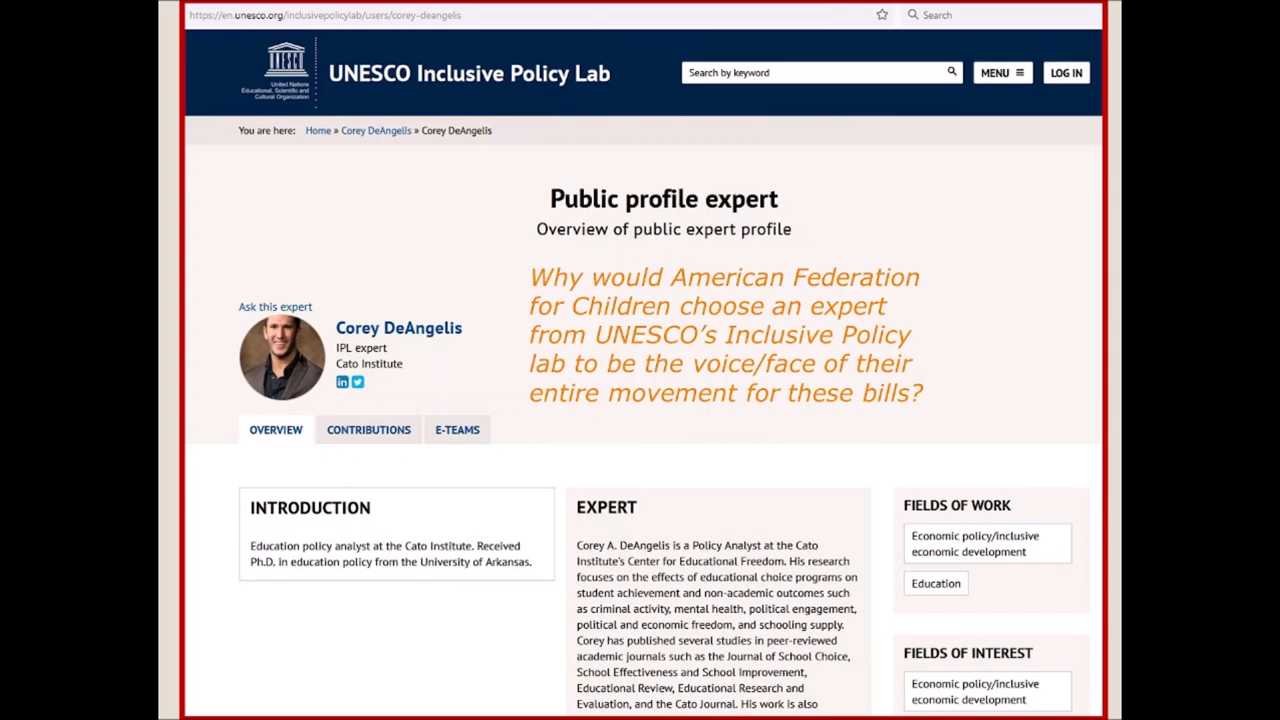 https://en.unesco.org/inclusivepolicylab/users/corey-deangelis
Search
UNESCO
United Nations
Educational, Scientific and
Cultural Organization
UNESCO Inclusive Policy Lab
Search by keyword
MENU
LOG IN
You are here: Home » Corey DeAngelis » Corey DeAngelis
Public profile expert
Overview of public expert profile
Why would American Federation
for Children choose an expert
from UNESCO's Inclusive Policy
lab to be the voice/face of their
entire movement for these bills?
Ask this expert
Corey DeAngelis
IPL expert
Cato Institute
in
OVERVIEW
CONTRIBUTIONS
E-TEAMS
INTRODUCTION
Education policy analyst at the Cato Institute. Received
Ph.D. in education policy from the University of Arkansas.
EXPERT
Corey A. DeAngelis is a Policy Analyst at the Cato
Institute's Center for Educational Freedom. His research
focuses on the effects of educational choice programs on
student achievement and non-academic outcomes such
as criminal activity, mental health, political engagement,
political and economic freedom, and schooling supply.
Corey has published several studies in peer-reviewed
academic journals such as the Journal of School Choice,
School Effectiveness and School Improvement,
Educational Review, Educational Research and
Evaluation, and the Cato Journal. His work is also
FIELDS OF WORK
Economic policy/inclusive
economic development
Education
FIELDS OF INTEREST
Economic policy/inclusive
economic development